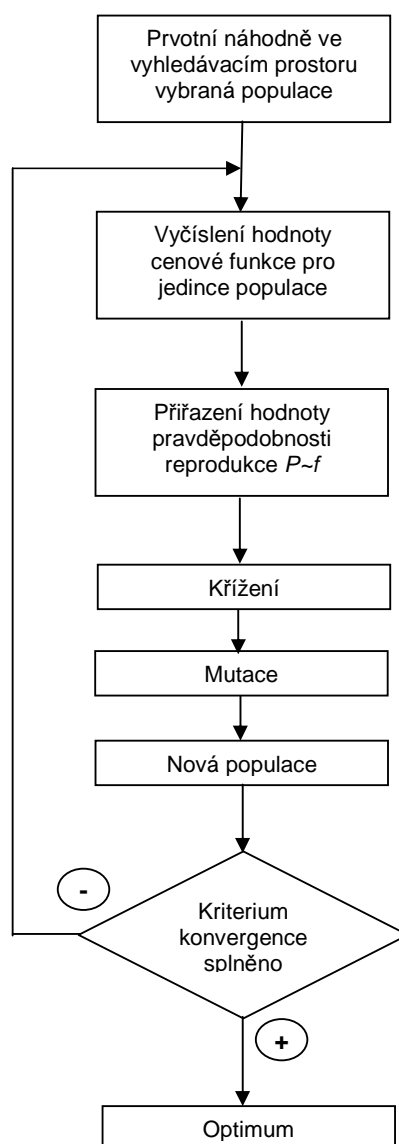 Prvotní náhodně ve
vyhledávacím prostoru
vybraná populace
Vyčíslení hodnoty
cenové funkce pro
jedince populace
Přiřazení hodnoty
pravděpodobnosti
reprodukce P~f
Křížení
Mutace
Nová populace
-
Kriterium
konvergence
splněno
+
Optimum